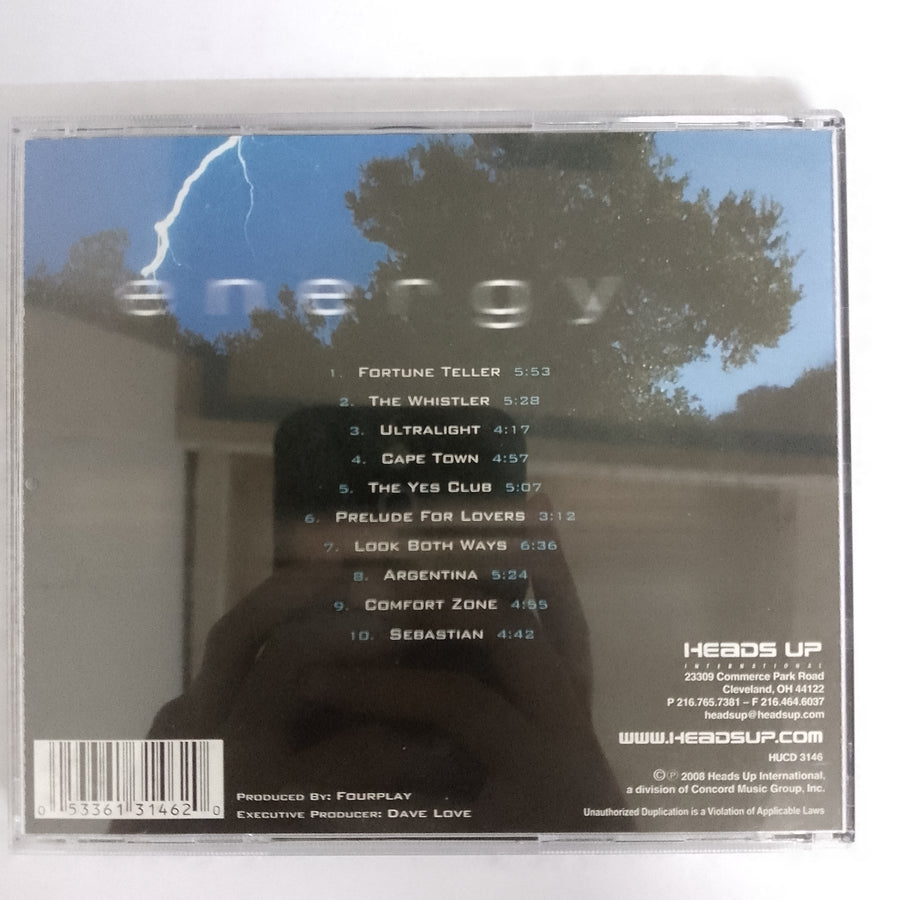 energy
1. FORTUNE TELLER 5:53
2. THE WHISTLER 5:28
3. ULTRALIGHT 4:17
4. CAPE TOWN 4:57
5. THE YES CLUB 5:07
6. PRELUDE FOR LOVERS 3:12
7. LOOK BOTH WAYS 6:36
8. ARGENTINA 5:24
9. COMFORT ZONE 4:55
10. SEBASTIAN 4:42
HEADS UP
INTERNATIONAL
23309 Commerce Park Road
Cleveland, OH 44122
P 216.765.7381 – F 216.464.6037
headsup@headsup.com
WWW.HEADSUP.COM
HUCD 3146
©℗ 2008 Heads Up International,
a division of Concord Music Group, Inc.
Unauthorized Duplication is a Violation of Applicable Laws
0 53361 31462 0
PRODUCED BY: FOURPLAY
EXECUTIVE PRODUCER: DAVE LOVE